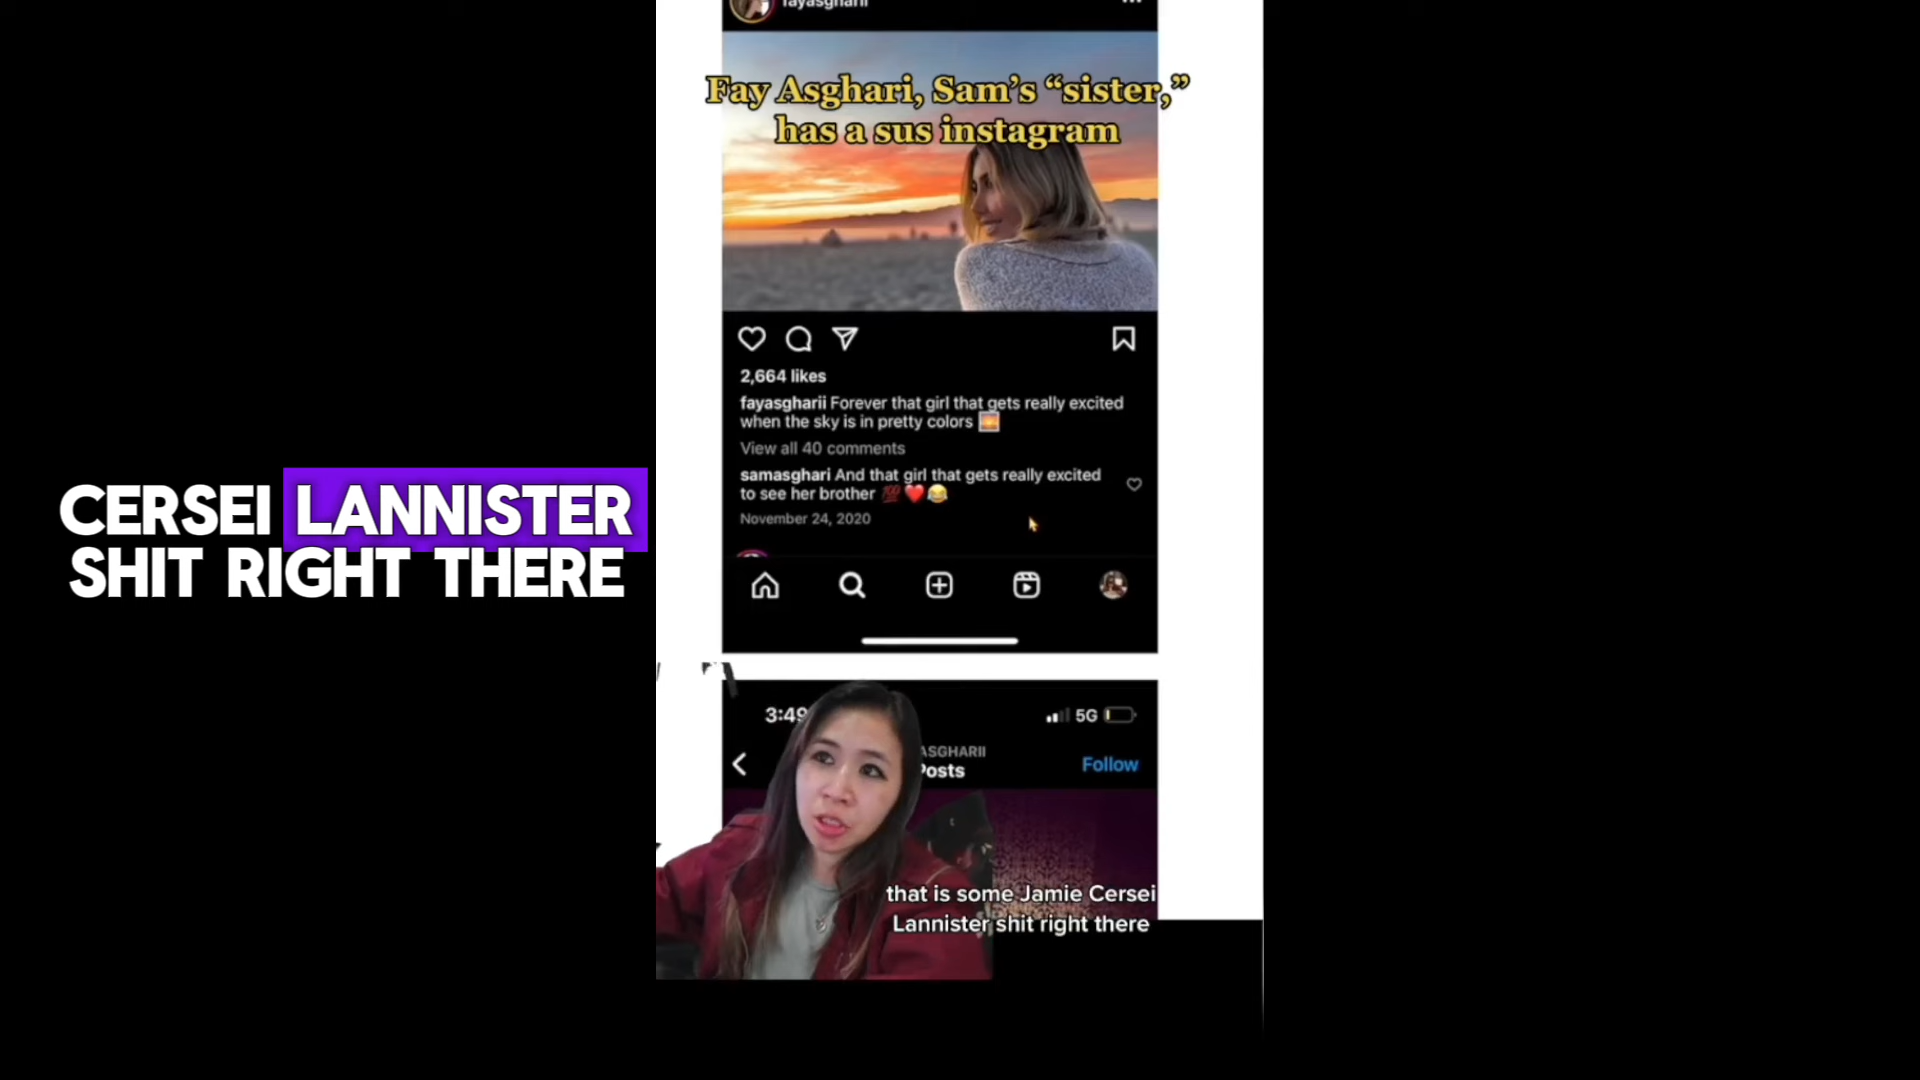 fayasgharii
Fay Asghari, Sam's “sister,”
has a sus instagram
2,664 likes
fayasgharii Forever that girl that gets really excited
when the sky is in pretty colors
View all 40 comments
samasghari And that girl that gets really excited
to see her brother 💯❤️😂
November 24, 2020
CERSEI LANNISTER
SHIT RIGHT THERE
3:49
5G
ASGHARII
Posts
Follow
that is some Jamie Cersei
Lannister shit right there